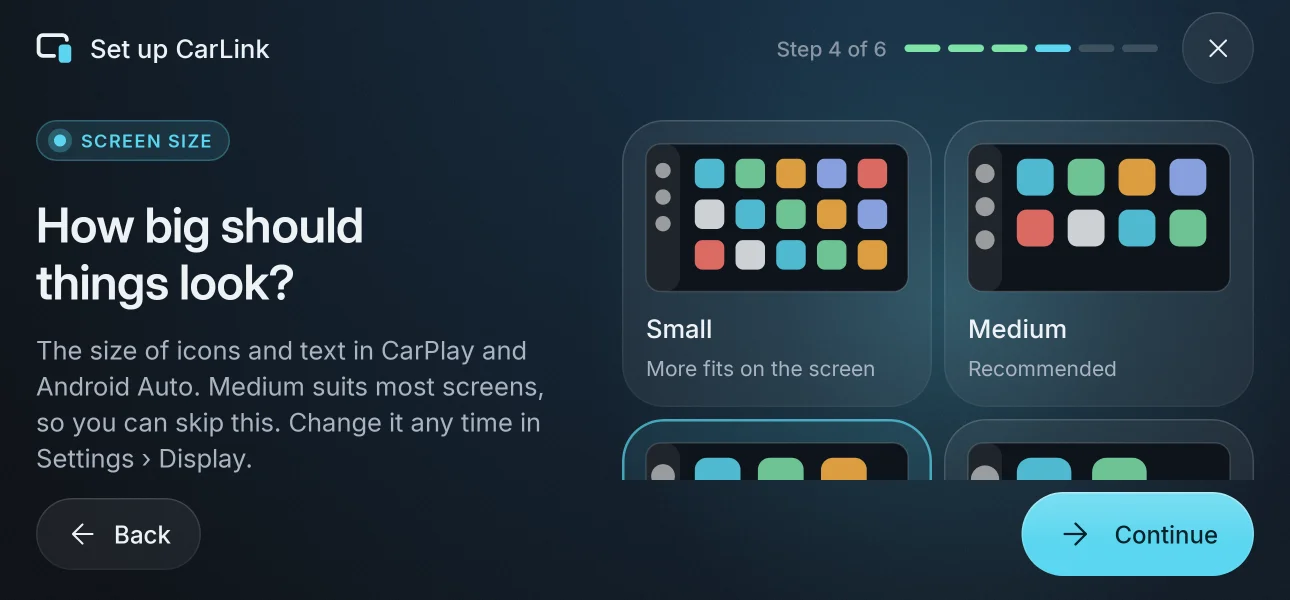 Set up CarLink
Step 4 of 6
SCREEN SIZE
How big should
things look?
The size of icons and text in CarPlay and
Android Auto. Medium suits most screens,
so you can skip this. Change it any time in
Settings › Display.
Small
More fits on the screen
Medium
Recommended
Back
Continue